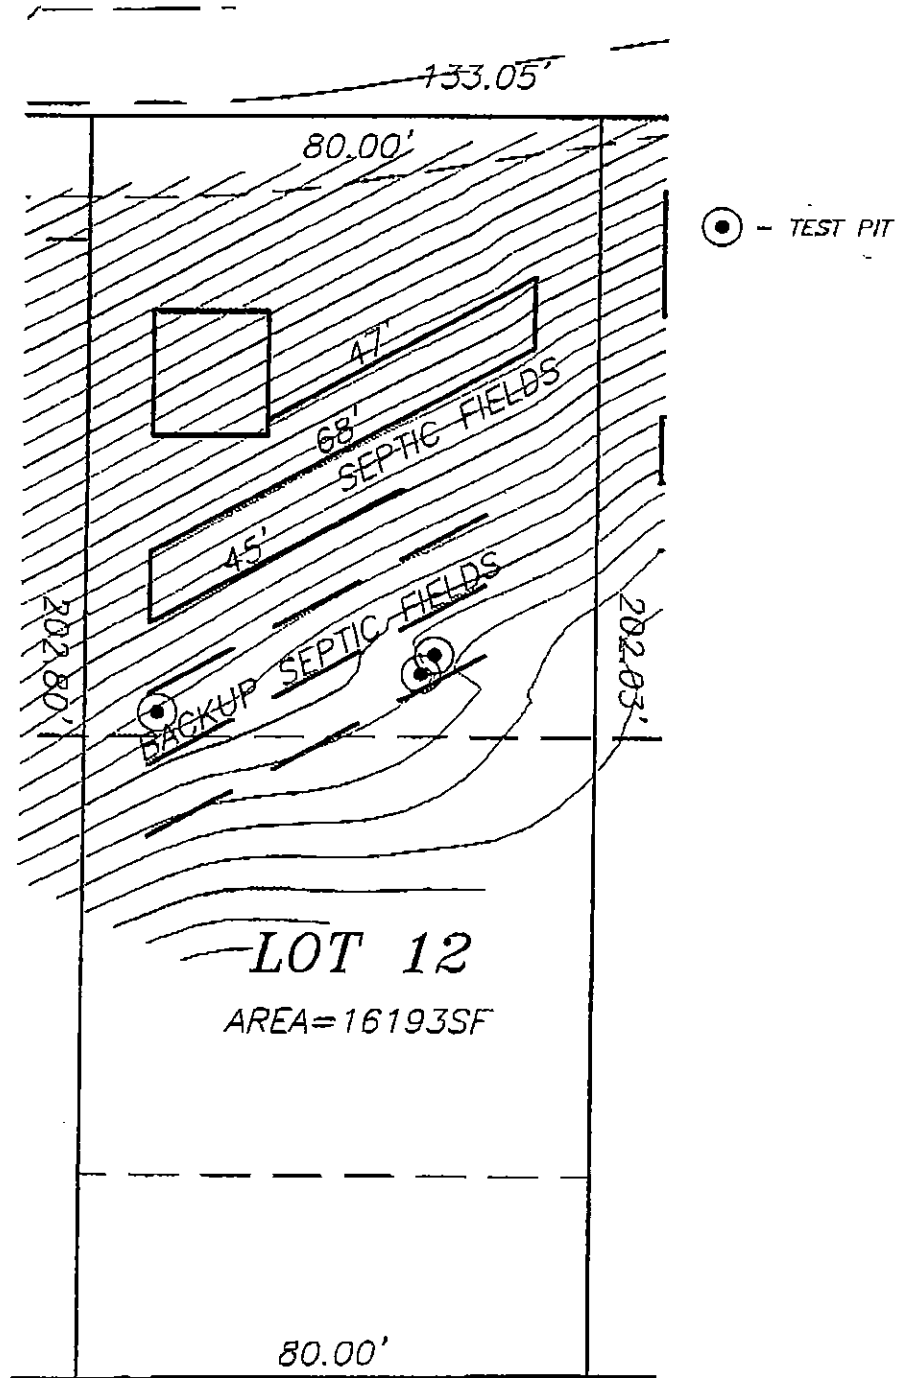 133.05'
80.00'
- TEST PIT
47'
68'
SEPTIC FIELDS
45'
BACKUP SEPTIC FIELDS
202.80'
202.03'
LOT 12
AREA=16193SF
80.00'